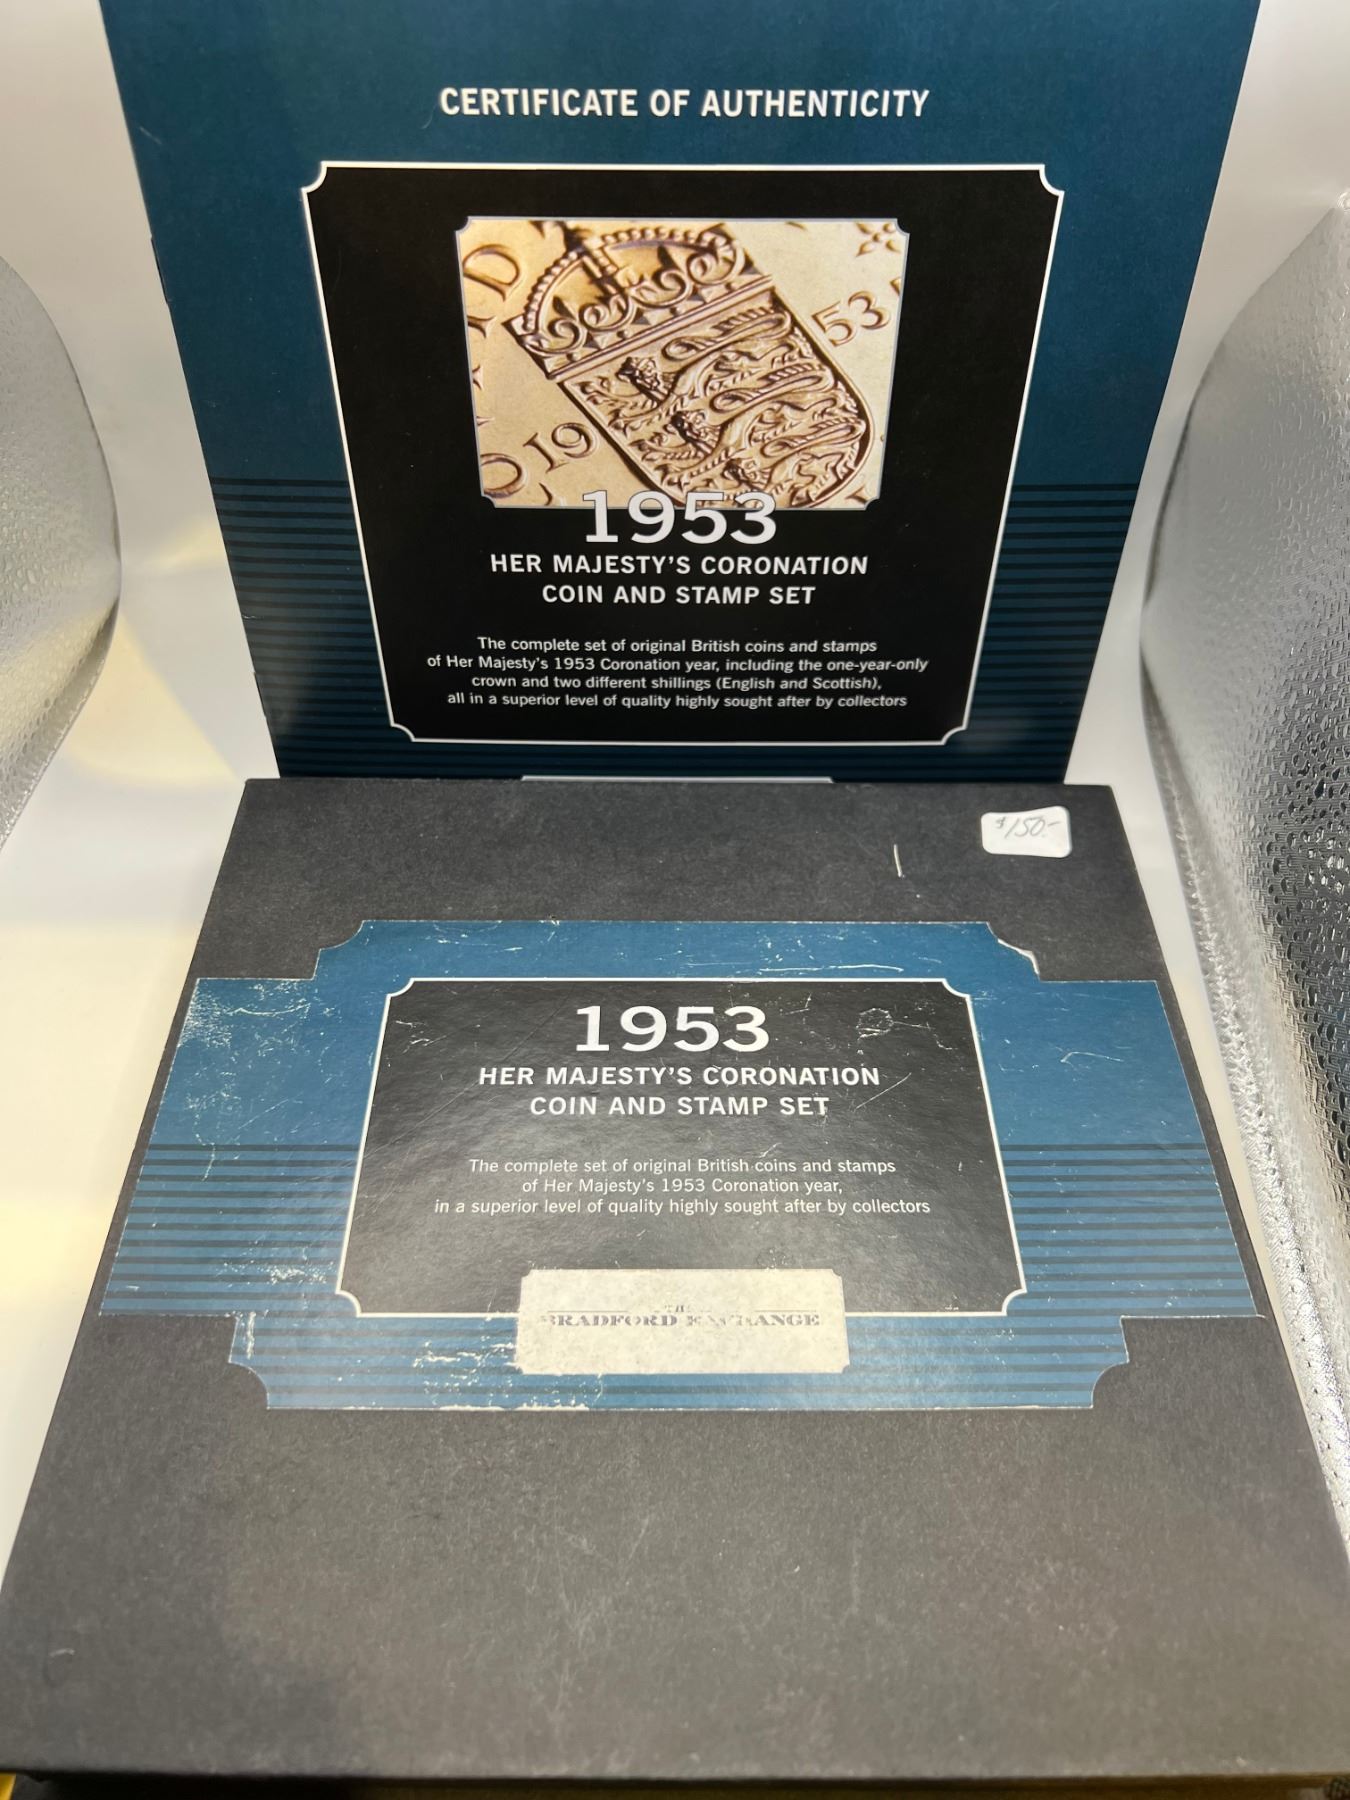 CERTIFICATE OF AUTHENTICITY
19
53
1953
HER MAJESTY'S CORONATION
COIN AND STAMP SET
The complete set of original British coins and stamps
of Her Majesty's 1953 Coronation year, including the one-year-only
crown and two different shillings (English and Scottish),
all in a superior level of quality highly sought after by collectors
$150-
1953
HER MAJESTY'S CORONATION
COIN AND STAMP SET
The complete set of original British coins and stamps
of Her Majesty's 1953 Coronation year,
in a superior level of quality highly sought after by collectors
THE
BRADFORD EXCHANGE